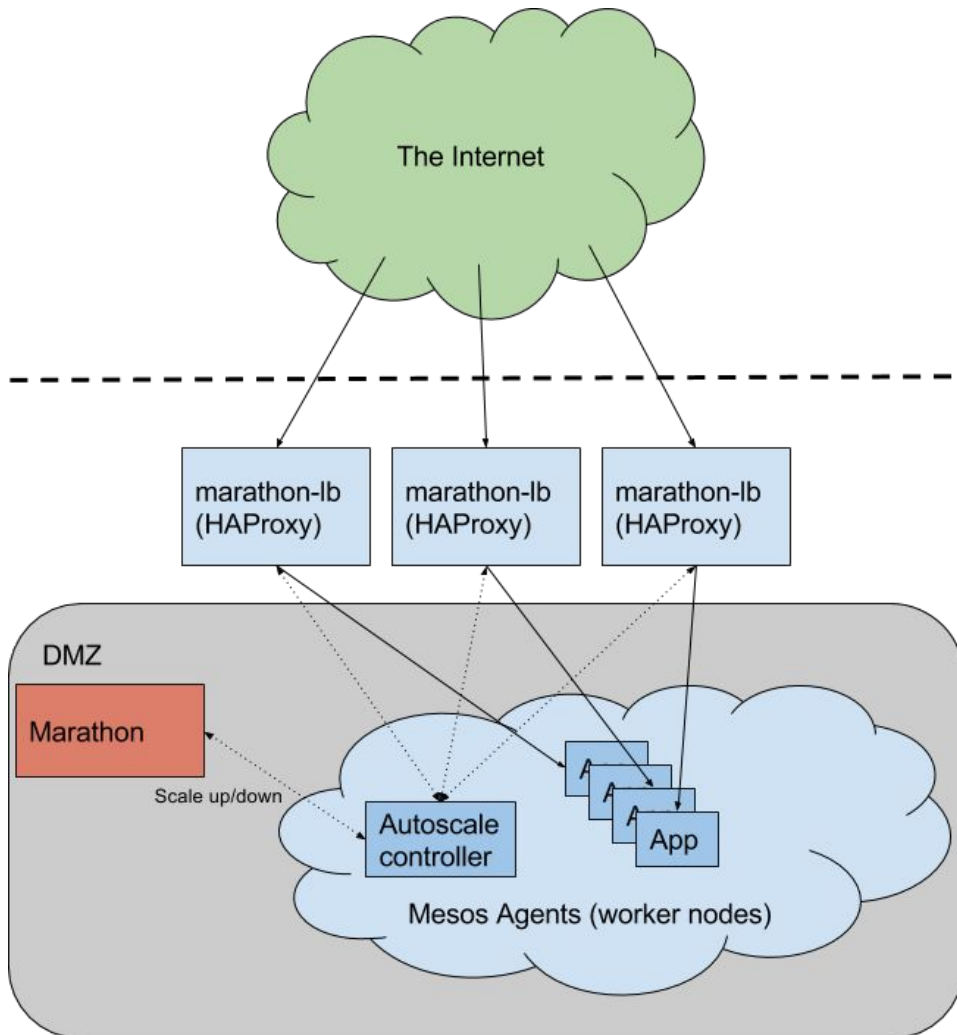 The Internet
marathon-lb
(HAProxy)
marathon-lb
(HAProxy)
marathon-lb
(HAProxy)
DMZ
Marathon
Scale up/down
Autoscale
controller
App
Mesos Agents (worker nodes)